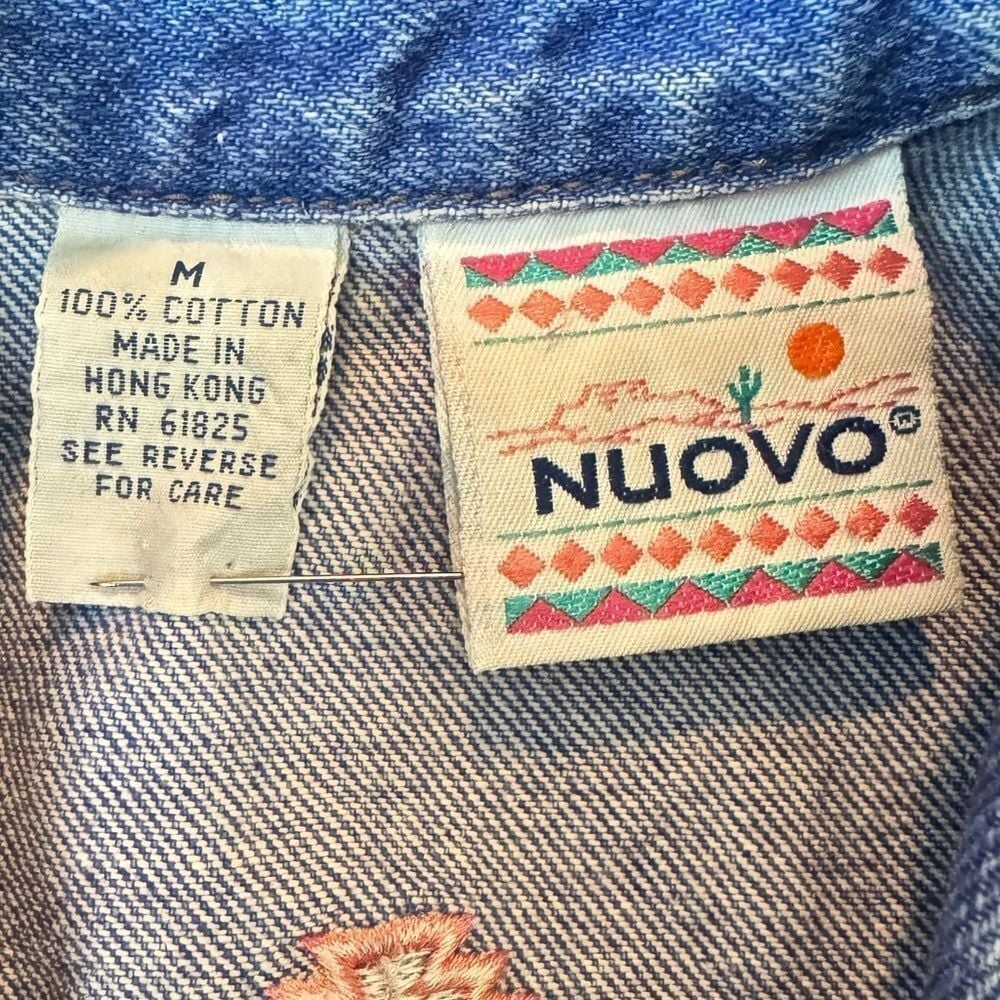 M
100% COTTON
MADE IN
HONG KONG
RN 61825
SEE REVERSE
FOR CARE
NUOVO